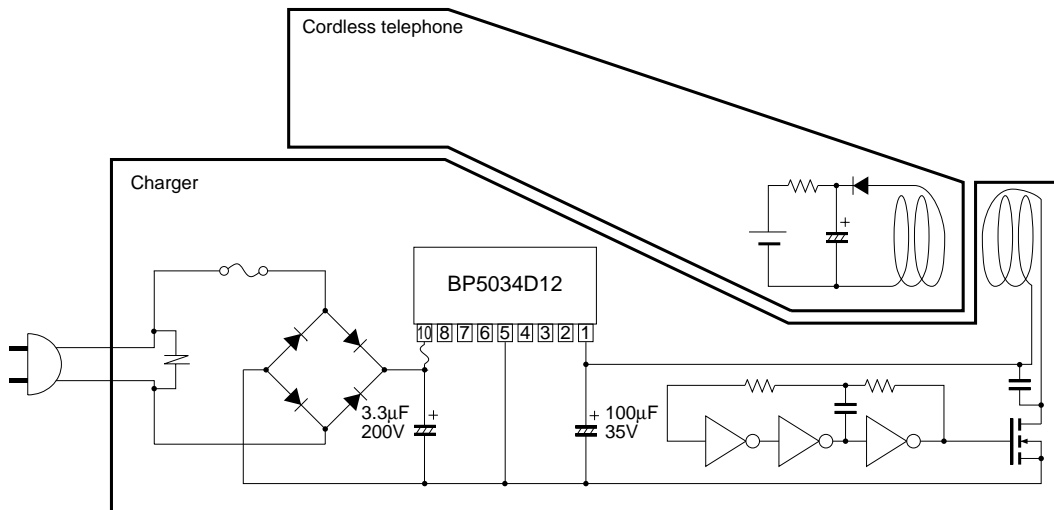 Cordless telephone
Charger
BP5034D12
10 8 7 6 5 4 3 2 1
3.3μF
200V
+
+
100μF
35V
+